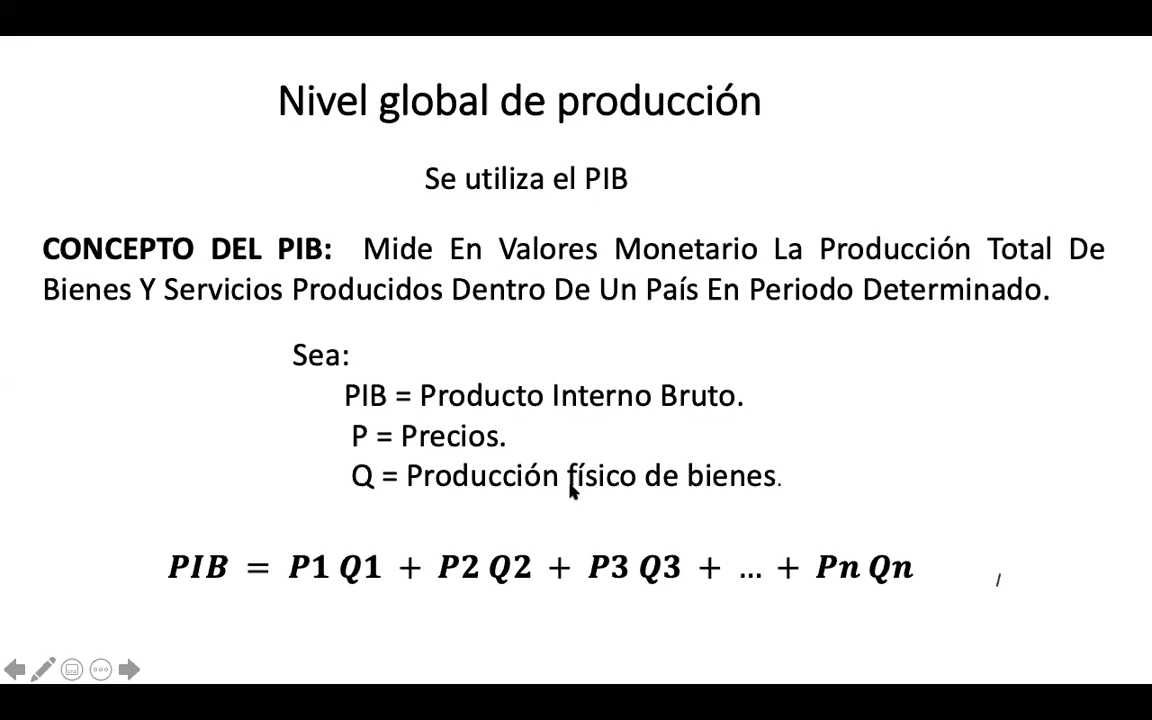 Nivel global de producción
Se utiliza el PIB
CONCEPTO DEL PIB: Mide En Valores Monetario La Producción Total De
Bienes Y Servicios Producidos Dentro De Un País En Periodo Determinado.
Sea:
PIB = Producto Interno Bruto.
P = Precios.
Q = Producción físico de bienes.
PIB = P1 Q1 + P2 Q2 + P3 Q3 + … + Pn Qn